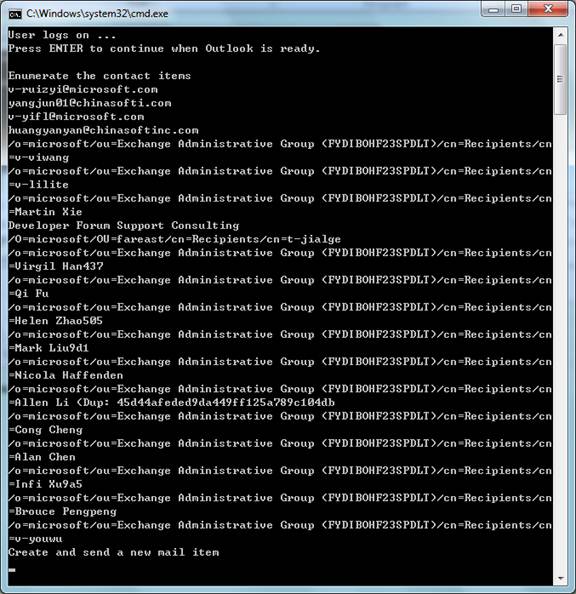 C:\Windows\system32\cmd.exe
User logs on ...
Press ENTER to continue when Outlook is ready.
Enumerate the contact items
v-ruizyi@microsoft.com
yangjun01@chinasofti.com
v-yifl@microsoft.com
huangyanyan@chinasoftinc.com
/o=microsoft/ou=Exchange Administrative Group (FYDIBOHF23SPDLT)/cn=Recipients/cn
=v-viwang
/o=microsoft/ou=Exchange Administrative Group (FYDIBOHF23SPDLT)/cn=Recipients/cn
=v-lilite
/o=microsoft/ou=Exchange Administrative Group (FYDIBOHF23SPDLT)/cn=Recipients/cn
=Martin Xie
Developer Forum Support Consulting
/O=microsoft/OU=fareast/cn=Recipients/cn=t-jialge
/o=microsoft/ou=Exchange Administrative Group (FYDIBOHF23SPDLT)/cn=Recipients/cn
=Virgil Han437
/o=microsoft/ou=Exchange Administrative Group (FYDIBOHF23SPDLT)/cn=Recipients/cn
=Qi Fu
/o=microsoft/ou=Exchange Administrative Group (FYDIBOHF23SPDLT)/cn=Recipients/cn
=Helen Zhao505
/o=microsoft/ou=Exchange Administrative Group (FYDIBOHF23SPDLT)/cn=Recipients/cn
=Mark Liu9d1
/o=microsoft/ou=Exchange Administrative Group (FYDIBOHF23SPDLT)/cn=Recipients/cn
=Nicola Haffenden
/o=microsoft/ou=Exchange Administrative Group (FYDIBOHF23SPDLT)/cn=Recipients/cn
=Allen Li (Dup: 45d44afeded9da449ff125a789c104db
/o=microsoft/ou=Exchange Administrative Group (FYDIBOHF23SPDLT)/cn=Recipients/cn
=Cong Cheng
/o=microsoft/ou=Exchange Administrative Group (FYDIBOHF23SPDLT)/cn=Recipients/cn
=Alan Chen
/o=microsoft/ou=Exchange Administrative Group (FYDIBOHF23SPDLT)/cn=Recipients/cn
=Infi Xu9a5
/o=microsoft/ou=Exchange Administrative Group (FYDIBOHF23SPDLT)/cn=Recipients/cn
=Brouce Pengpeng
/o=microsoft/ou=Exchange Administrative Group (FYDIBOHF23SPDLT)/cn=Recipients/cn
=v-youwu
Create and send a new mail item